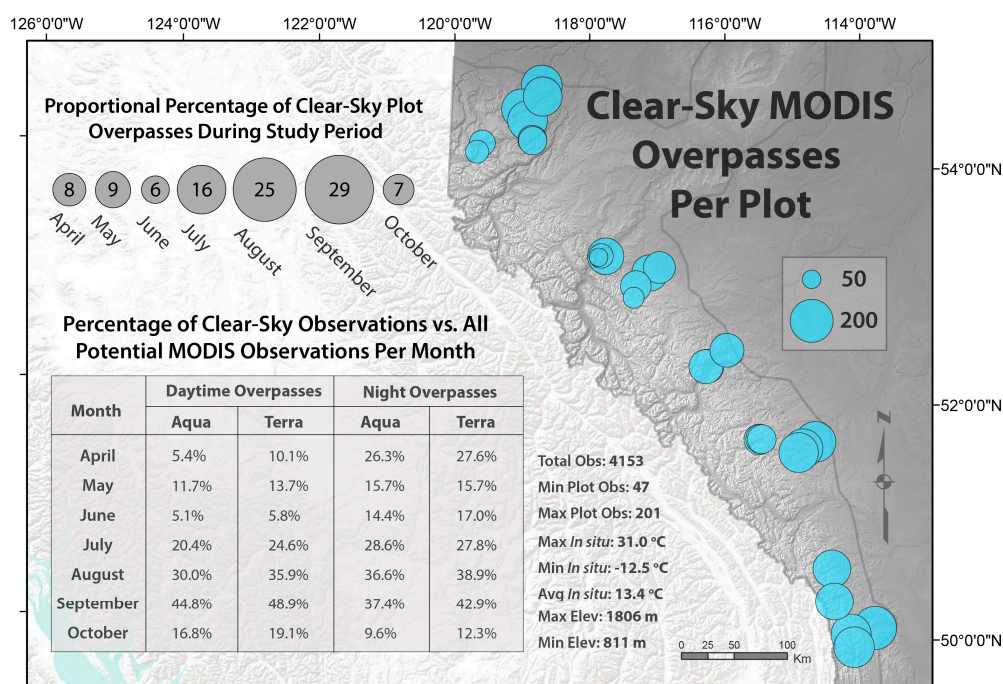 126°0'0"W 124°0'0"W 122°0'0"W 120°0'0"W 118°0'0"W 116°0'0"W 114°0'0"W
Clear-Sky MODIS
Overpasses
Per Plot
Proportional Percentage of Clear-Sky Plot
Overpasses During Study Period
8 9 6 16 25 29 7
April May June July August September October
54°0'0"N
50
200
Percentage of Clear-Sky Observations vs. All
Potential MODIS Observations Per Month
Month Daytime Overpasses Night Overpasses
Aqua Terra Aqua Terra
April 5.4% 10.1% 26.3% 27.6%
May 11.7% 13.7% 15.7% 15.7%
June 5.1% 5.8% 14.4% 17.0%
July 20.4% 24.6% 28.6% 27.8%
August 30.0% 35.9% 36.6% 38.9%
September 44.8% 48.9% 37.4% 42.9%
October 16.8% 19.1% 9.6% 12.3%
Total Obs: 4153
Min Plot Obs: 47
Max Plot Obs: 201
Max In situ: 31.0 °C
Min In situ: -12.5 °C
Avg In situ: 13.4 °C
Max Elev: 1806 m
Min Elev: 811 m
52°0'0"N
N
50°0'0"N
0 25 50 100
Km